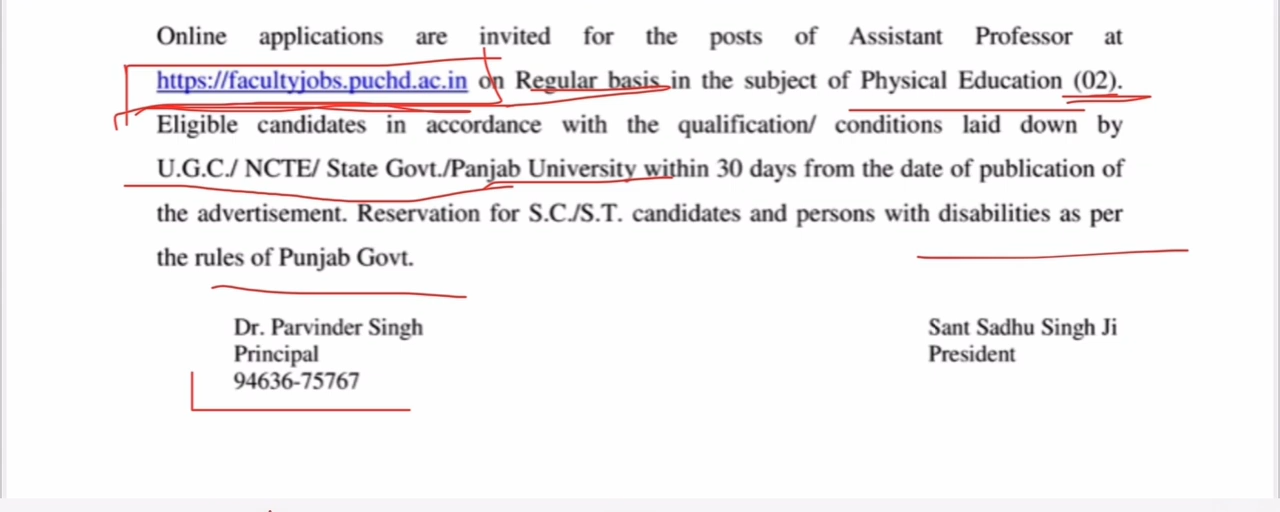 Online applications are invited for the posts of Assistant Professor at
https://facultyjobs.puchd.ac.in on Regular basis in the subject of Physical Education (02).
Eligible candidates in accordance with the qualification/ conditions laid down by
U.G.C./ NCTE/ State Govt./Panjab University within 30 days from the date of publication of
the advertisement. Reservation for S.C./S.T. candidates and persons with disabilities as per
the rules of Punjab Govt.
Dr. Parvinder Singh
Principal
94636-75767
Sant Sadhu Singh Ji
President